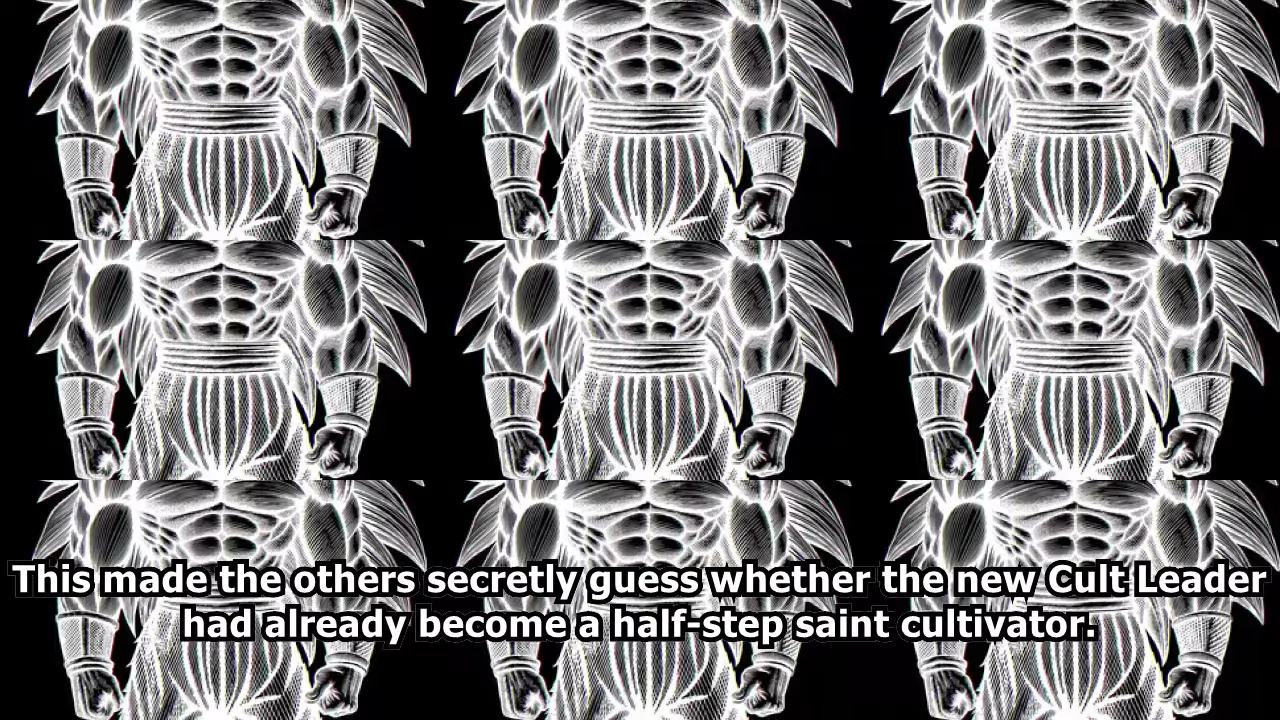 This made the others secretly guess whether the new Cult Leader
had already become a half-step saint cultivator.